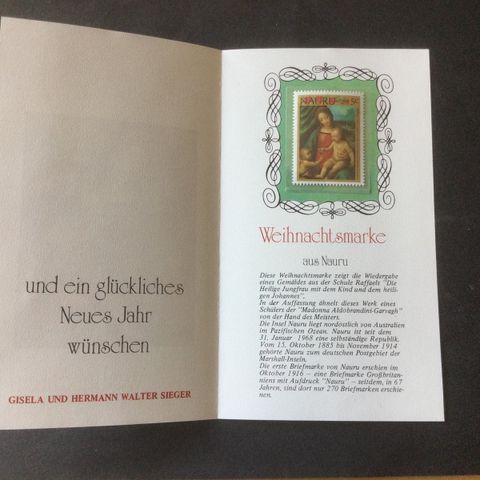 und ein glückliches
Neues Jahr
wünschen
GISELA UND HERMANN WALTER SIEGER
NAURU 5c
Weihnachtsmarke
aus Nauru
Diese Weihnachtsmarke zeigt die Wiedergabe
eines Gemäldes aus der Schule Raffaels "Die
Heilige Jungfrau mit dem Kind und dem heili-
gen Johannes".
In der Auffassung ähnelt dieses Werk eines
Schülers der "Madonna Aldobrandini-Garvagh"
von der Hand des Meisters.
Die Insel Nauru liegt nordöstlich von Australien
im Pazifischen Ozean. Nauru ist seit dem
31. Januar 1968 eine selbständige Republik.
Vom 15. Oktober 1885 bis November 1914
gehörte Nauru zum deutschen Postgebiet der
Marshall-Inseln.
Die erste Briefmarke von Nauru erschien im
Oktober 1916 - eine Briefmarke Großbritan-
niens mit Aufdruck "Nauru" - seitdem, in 67
Jahren, sind dort nur 270 Briefmarken erschie-
nen.